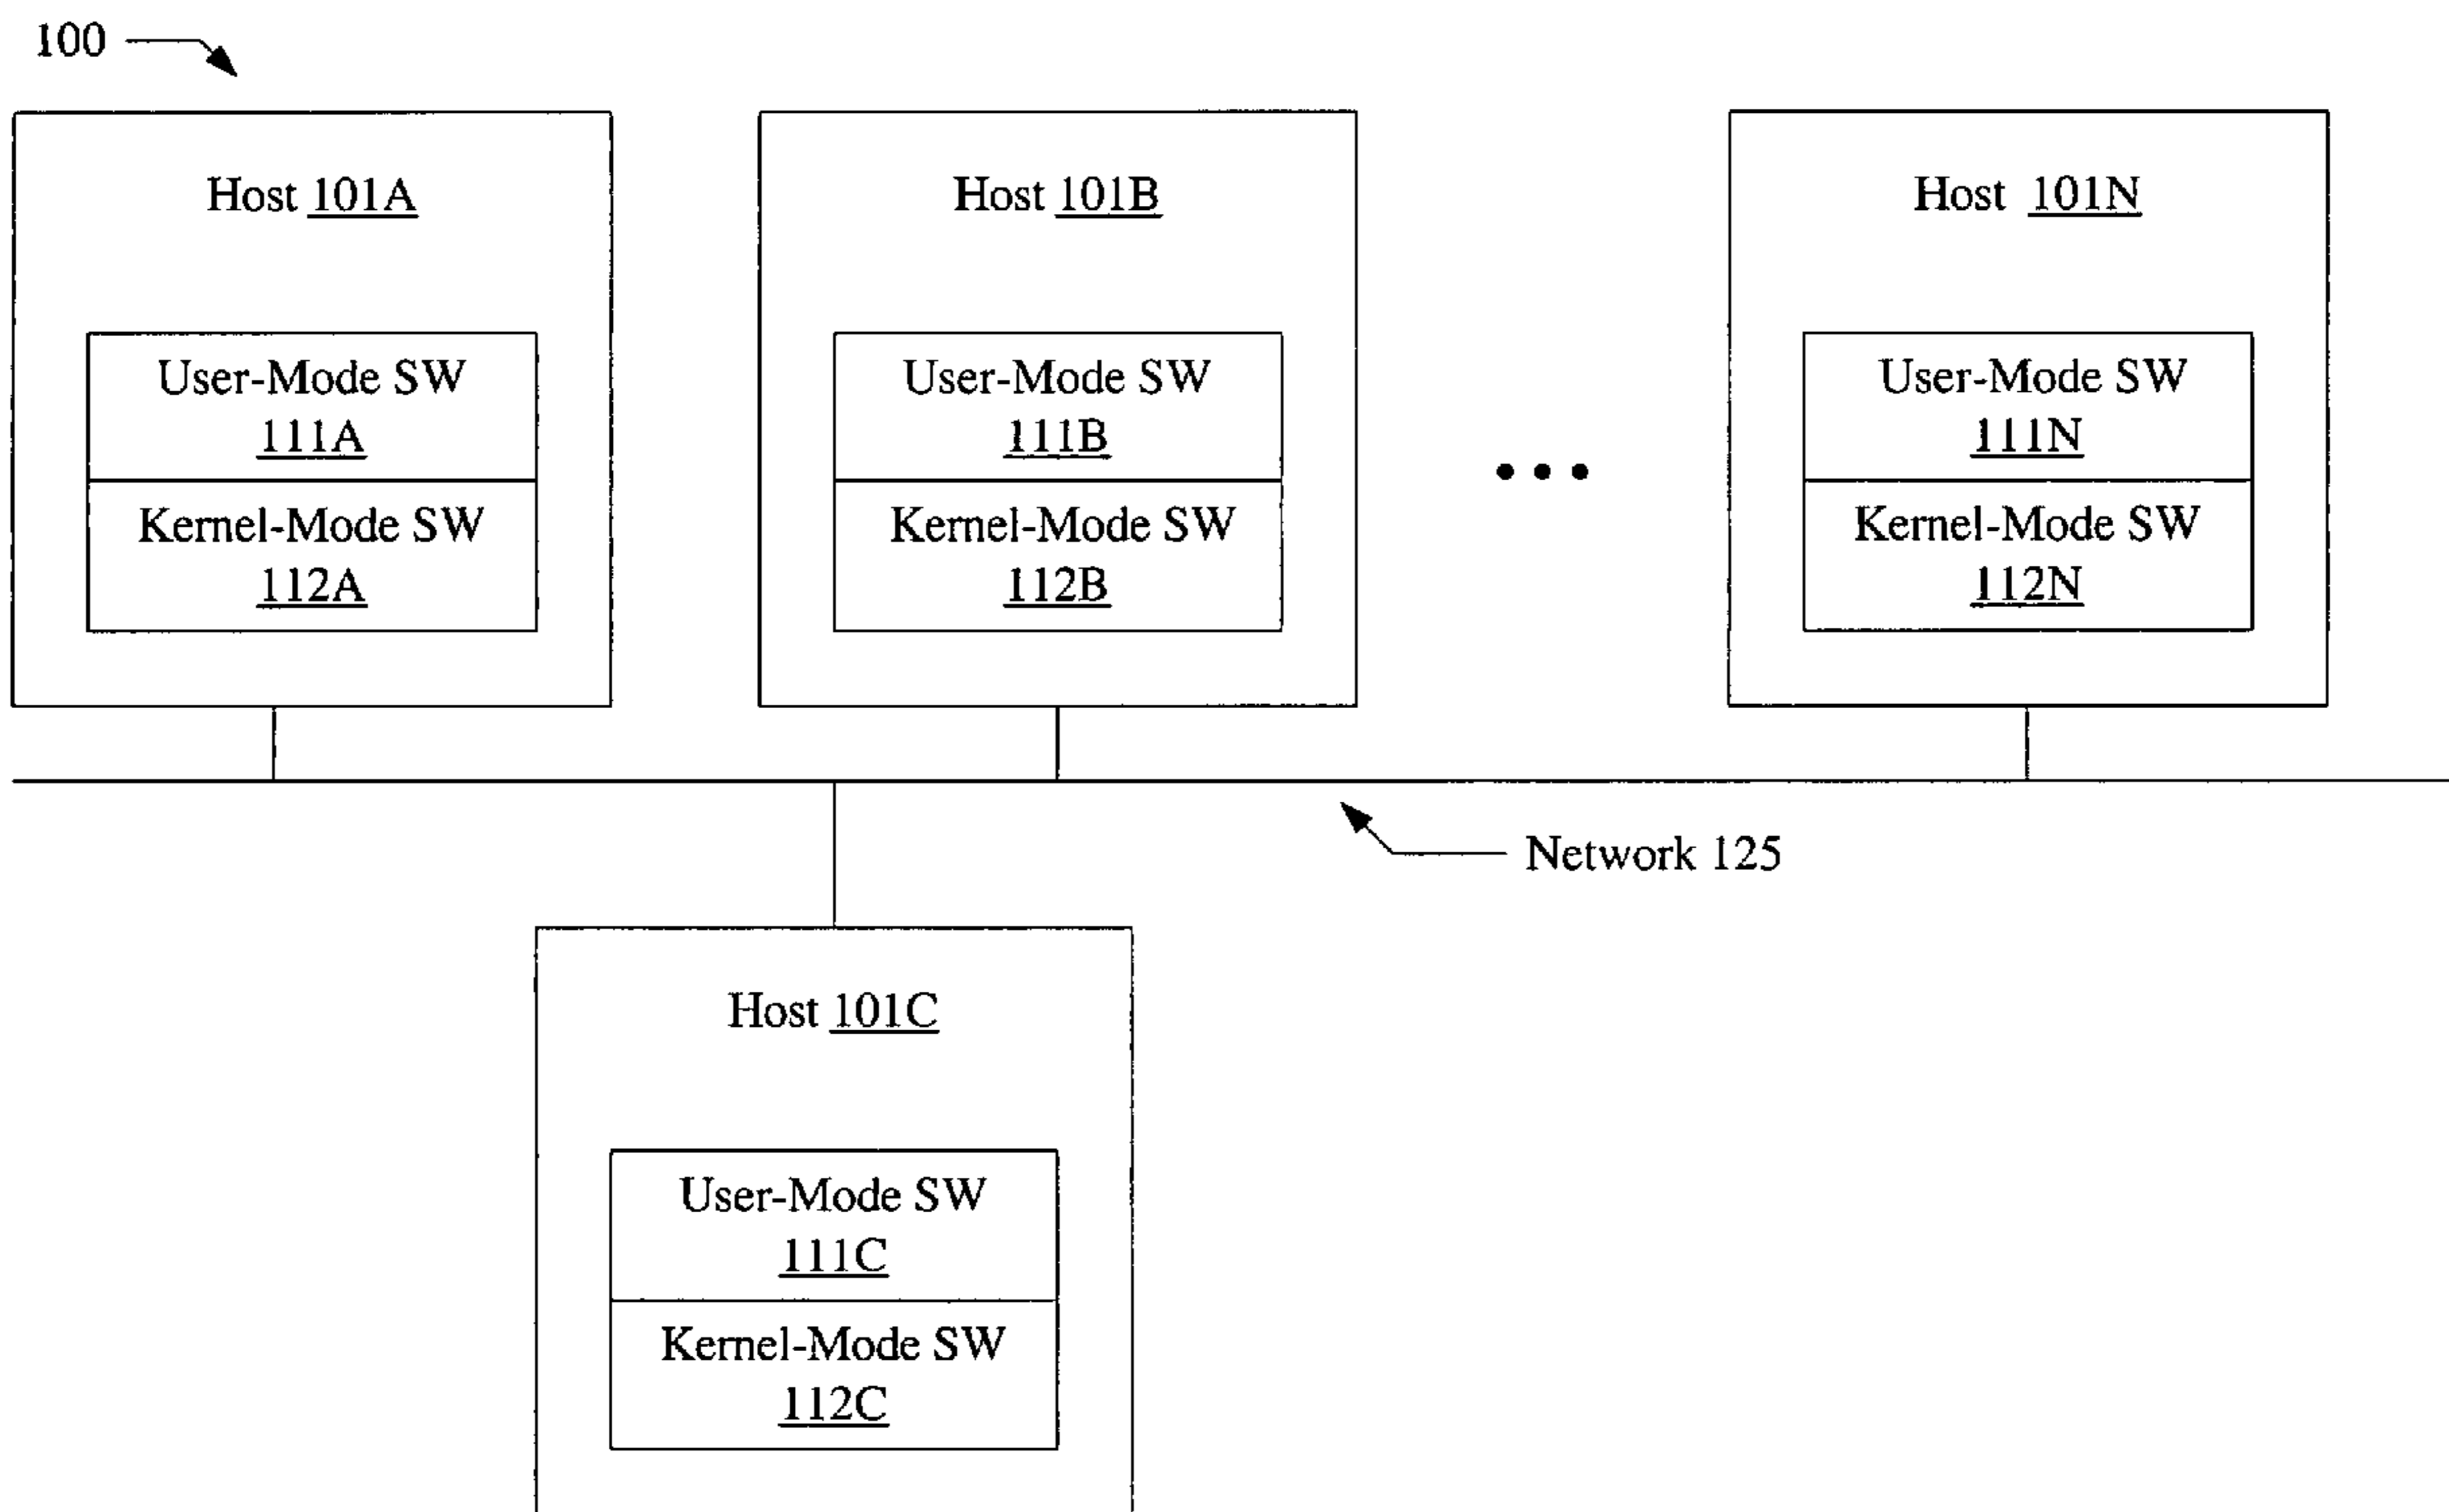 100
Host 101A
User-Mode SW
111A
Kernel-Mode SW
112A
Host 101B
User-Mode SW
111B
Kernel-Mode SW
112B
Host 101N
User-Mode SW
111N
Kernel-Mode SW
112N
Network 125
Host 101C
User-Mode SW
111C
Kernel-Mode SW
112C